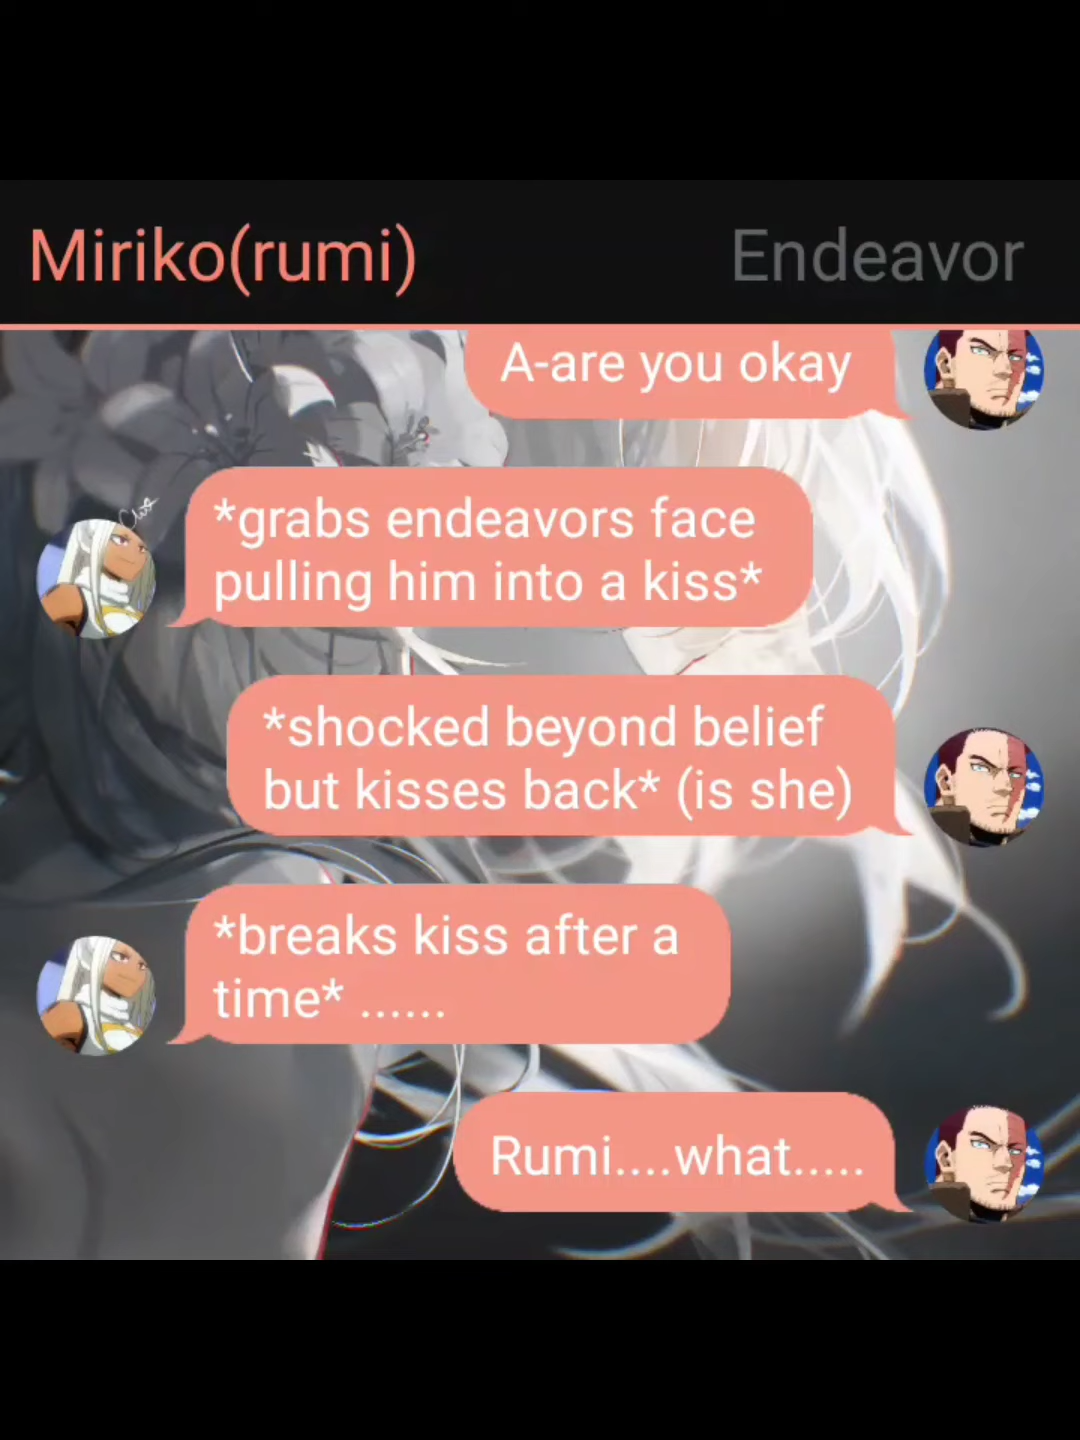 Miriko(rumi) Endeavor
A-are you okay
*grabs endeavors face
pulling him into a kiss*
*shocked beyond belief
but kisses back* (is she)
*breaks kiss after a
time* ......
Rumi....what.....